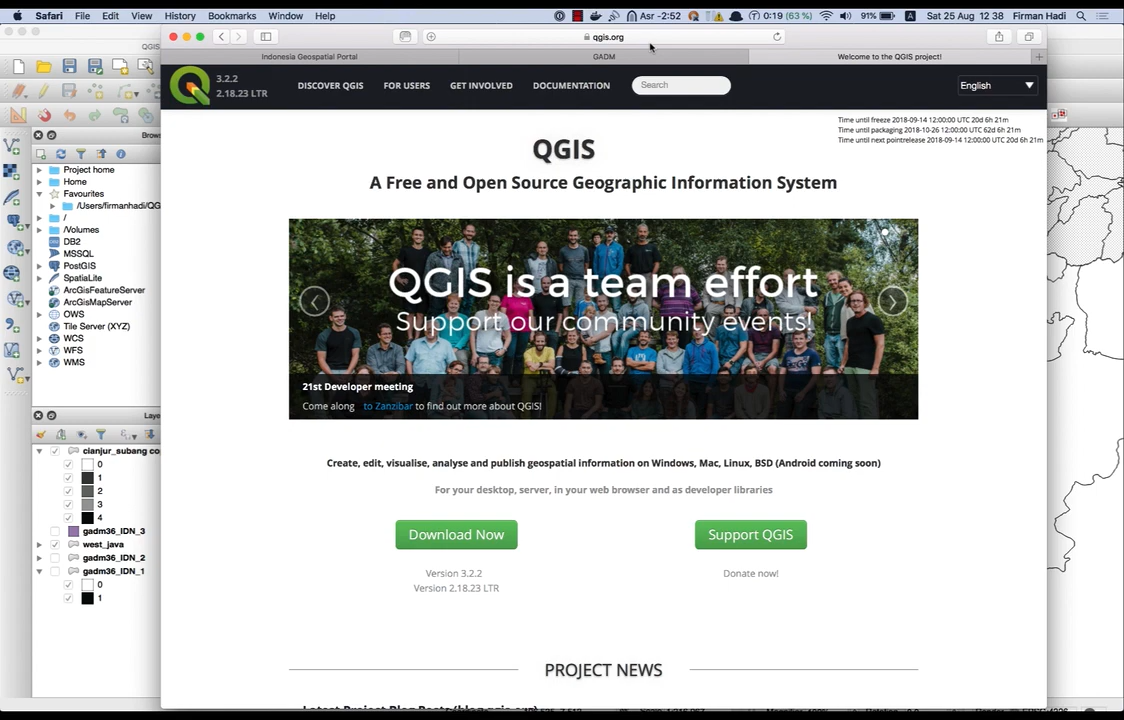 Safari File Edit View History Bookmarks Window Help Asr -2:52 0:19 (63 %) 91% A Sat 25 Aug 12 38 Firman Hadi
QGIS
qgis.org
Indonesia Geospatial Portal GADM Welcome to the QGIS project!
3.2.2
2.18.23 LTR
DISCOVER QGIS FOR USERS GET INVOLVED DOCUMENTATION Search English
Time until freeze 2018-09-14 12:00:00 UTC 20d 6h 21m
Time until packaging 2018-10-26 12:00:00 UTC 62d 6h 21m
Time until next pointrelease 2018-09-14 12:00:00 UTC 20d 6h 21m
QGIS
A Free and Open Source Geographic Information System
QGIS is a team effort
Support our community events!
21st Developer meeting
Come along to Zanzibar to find out more about QGIS!
Create, edit, visualise, analyse and publish geospatial information on Windows, Mac, Linux, BSD (Android coming soon)
For your desktop, server, in your web browser and as developer libraries
Download Now Support QGIS
Version 3.2.2 Donate now!
Version 2.18.23 LTR
PROJECT NEWS
Project home
Home
Favourites
/Users/firmanhadi/QG
/
/Volumes
DB2
MSSQL
PostGIS
SpatiaLite
ArcGisFeatureServer
ArcGisMapServer
OWS
Tile Server (XYZ)
WCS
WFS
WMS
cianjur_subang co
0
1
2
3
4
gadm36_IDN_3
west_java
gadm36_IDN_2
gadm36_IDN_1
0
1